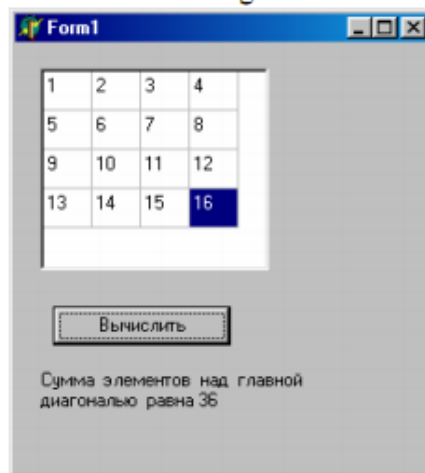 Form1
1 2 3 4
5 6 7 8
9 10 11 12
13 14 15 16
Вычислить
Сумма элементов над главной
диагональю равна 36